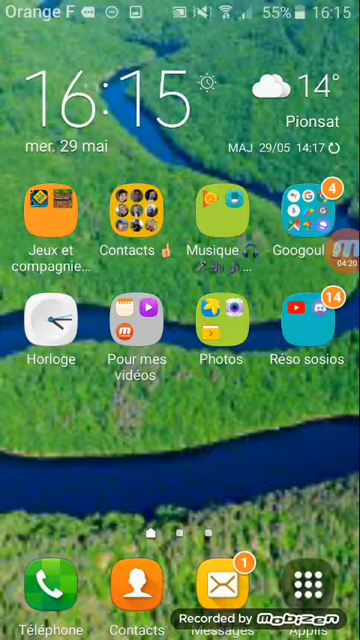 Orange F 55% 16:15
16:15 14°
Pionsat
mer. 29 mai MAJ 29/05 14:17
4
Jeux et compagnie... Contacts Musique ... Googoul
04:20
14
Horloge Pour mes vidéos Photos Réso sosios
1
Téléphone Contacts Messages Applis
Recorded by MOBIZEN